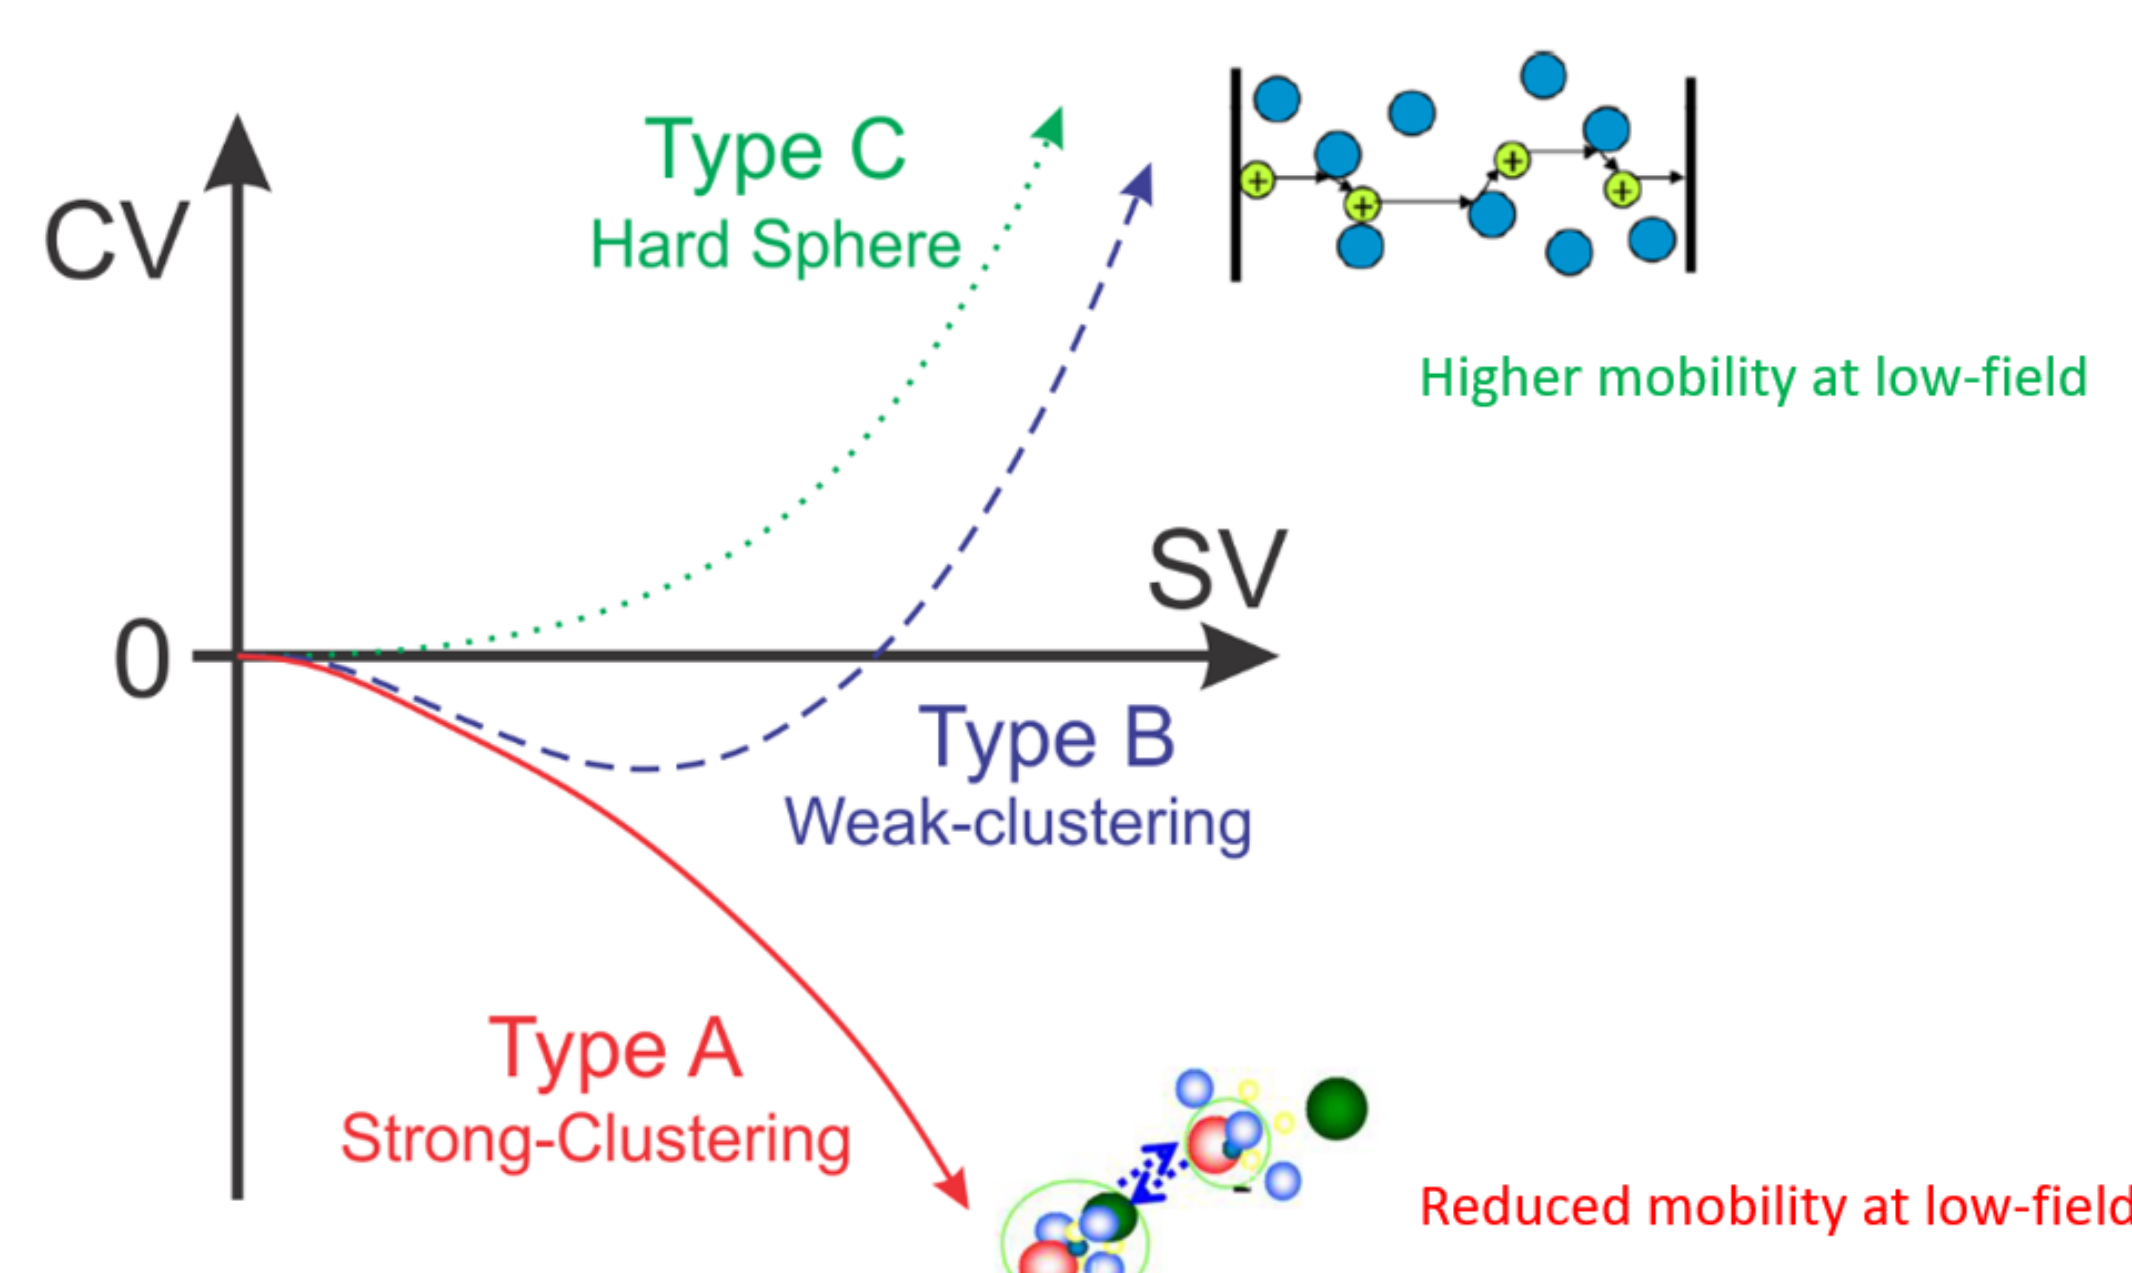 Type C
Hard Sphere
CV
Higher mobility at low-field
SV
0
Type B
Weak-clustering
Type A
Strong-Clustering
Reduced mobility at low-field
+
+
+
+
-